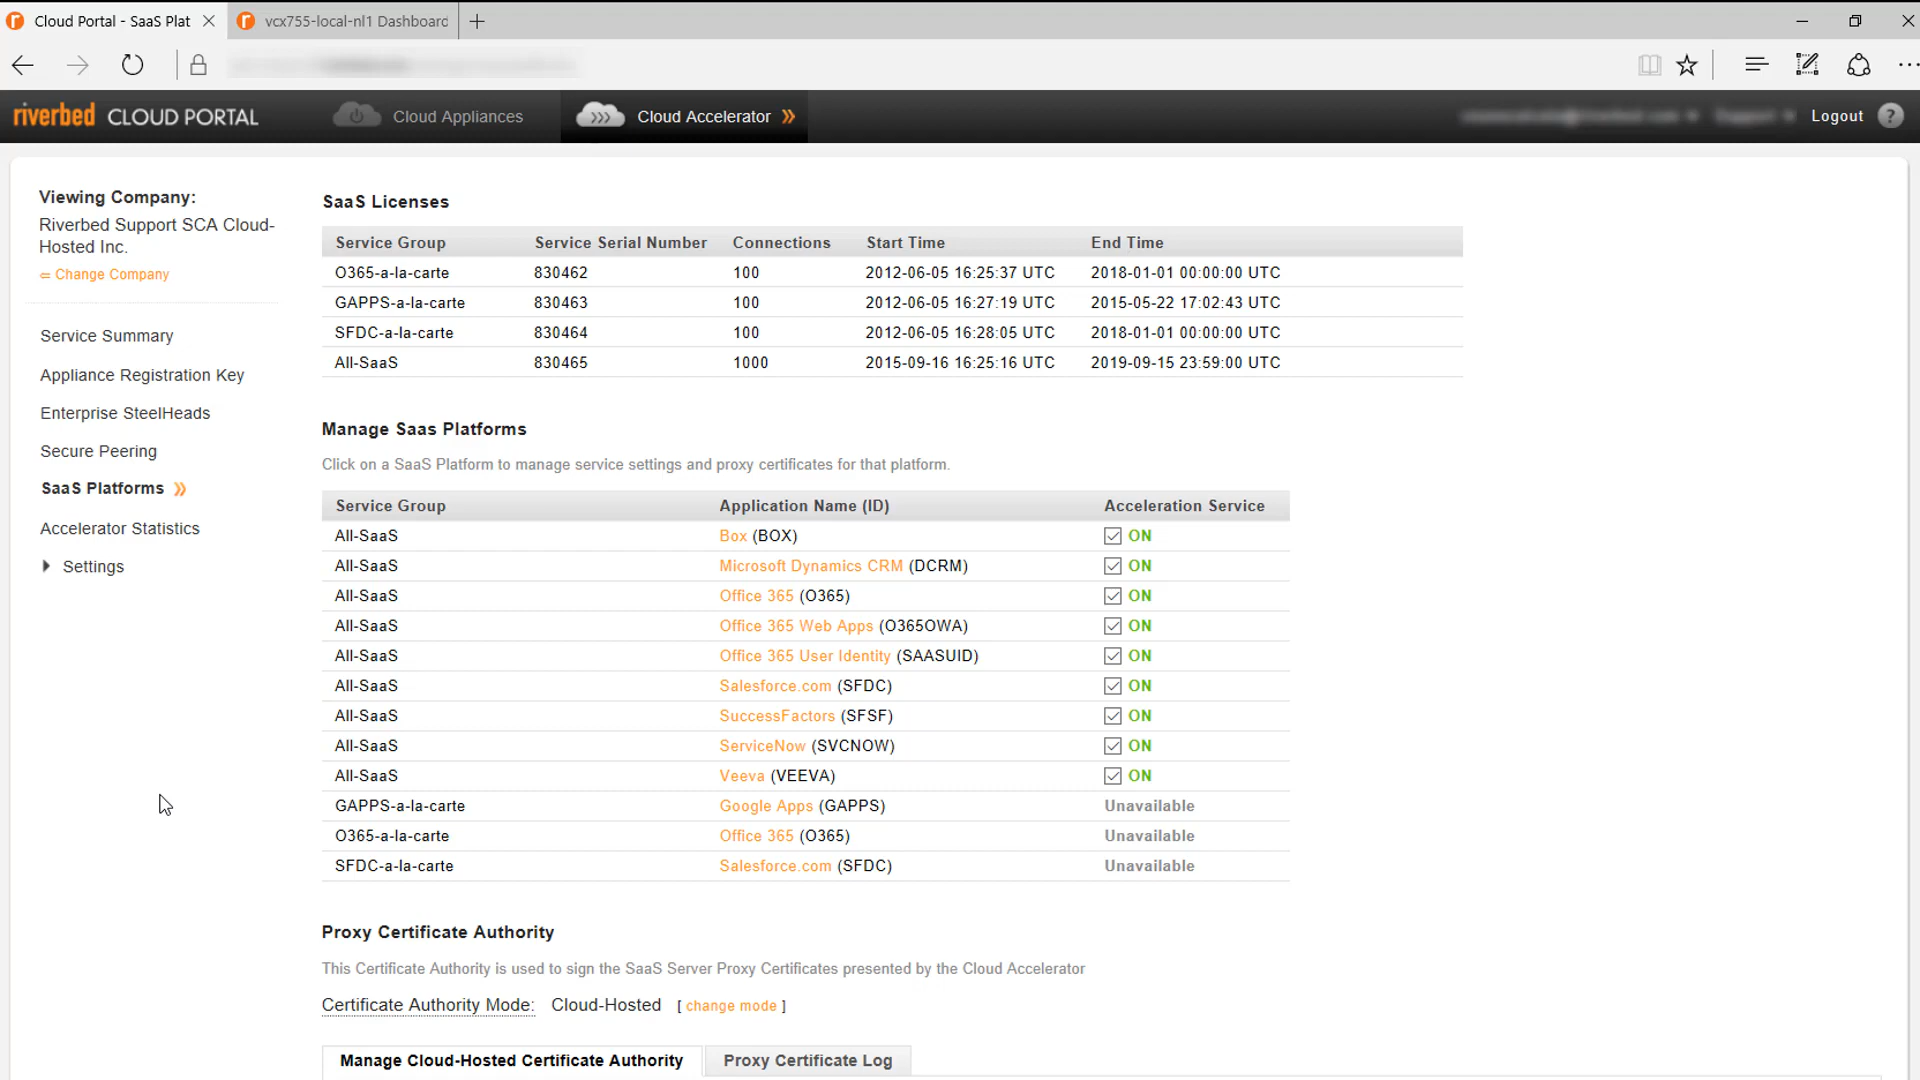 Cloud Portal - SaaS Plat
vcx755-local-nl1 Dashboard
riverbed CLOUD PORTAL
Cloud Appliances
Cloud Accelerator
Logout
?
Viewing Company:
Riverbed Support SCA Cloud-
Hosted Inc.
Change Company
Service Summary
Appliance Registration Key
Enterprise SteelHeads
Secure Peering
SaaS Platforms
Accelerator Statistics
Settings
SaaS Licenses
Service Group Service Serial Number Connections Start Time End Time
O365-a-la-carte 830462 100 2012-06-05 16:25:37 UTC 2018-01-01 00:00:00 UTC
GAPPS-a-la-carte 830463 100 2012-06-05 16:27:19 UTC 2015-05-22 17:02:43 UTC
SFDC-a-la-carte 830464 100 2012-06-05 16:28:05 UTC 2018-01-01 00:00:00 UTC
All-SaaS 830465 1000 2015-09-16 16:25:16 UTC 2019-09-15 23:59:00 UTC
Manage Saas Platforms
Click on a SaaS Platform to manage service settings and proxy certificates for that platform.
Service Group Application Name (ID) Acceleration Service
All-SaaS Box (BOX) ON
All-SaaS Microsoft Dynamics CRM (DCRM) ON
All-SaaS Office 365 (O365) ON
All-SaaS Office 365 Web Apps (O365OWA) ON
All-SaaS Office 365 User Identity (SAASUID) ON
All-SaaS Salesforce.com (SFDC) ON
All-SaaS SuccessFactors (SFSF) ON
All-SaaS ServiceNow (SVCNOW) ON
All-SaaS Veeva (VEEVA) ON
GAPPS-a-la-carte Google Apps (GAPPS) Unavailable
O365-a-la-carte Office 365 (O365) Unavailable
SFDC-a-la-carte Salesforce.com (SFDC) Unavailable
Proxy Certificate Authority
This Certificate Authority is used to sign the SaaS Server Proxy Certificates presented by the Cloud Accelerator
Certificate Authority Mode: Cloud-Hosted [ change mode ]
Manage Cloud-Hosted Certificate Authority
Proxy Certificate Log